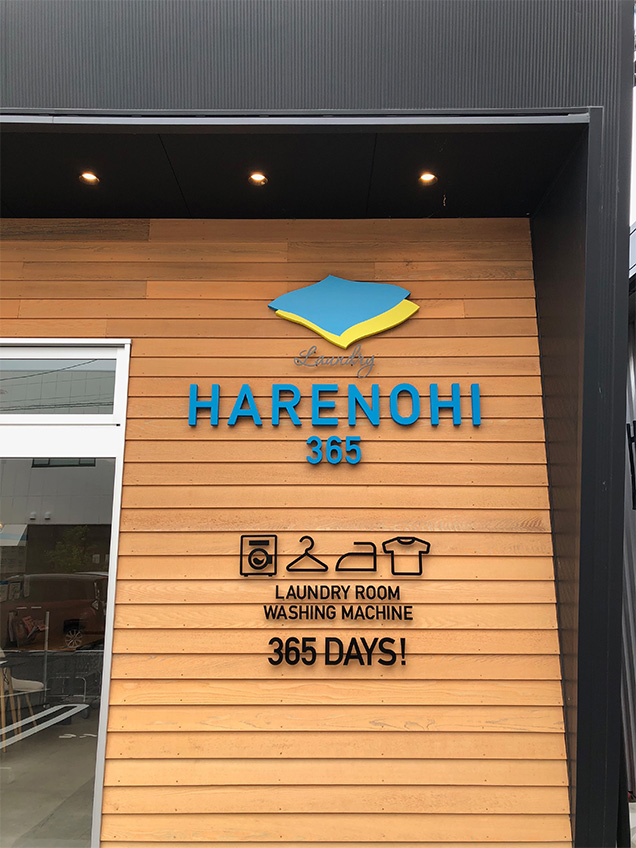 Laundry
HARENOHI
365
LAUNDRY ROOM
WASHING MACHINE
365 DAYS!